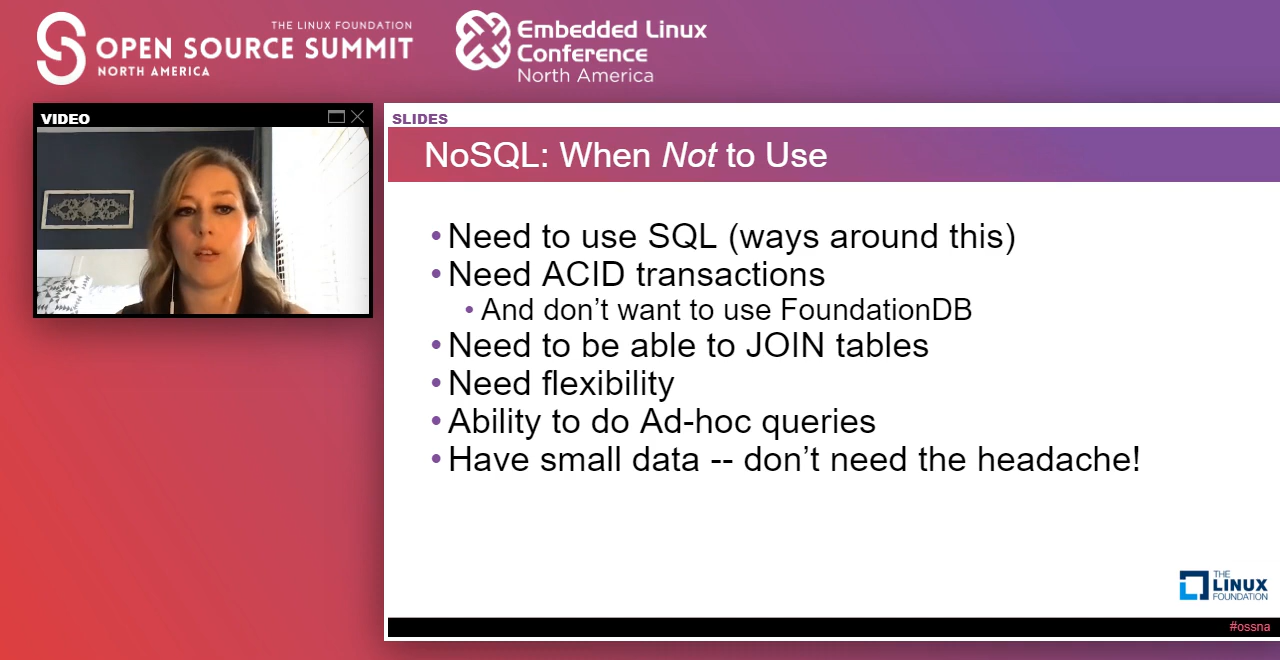 THE LINUX FOUNDATION
OPEN SOURCE SUMMIT
NORTH AMERICA
Embedded Linux
Conference
North America
VIDEO
SLIDES
NoSQL: When Not to Use
•Need to use SQL (ways around this)
•Need ACID transactions
•And don’t want to use FoundationDB
•Need to be able to JOIN tables
•Need flexibility
•Ability to do Ad-hoc queries
•Have small data -- don’t need the headache!
THE
LINUX
FOUNDATION
#ossna